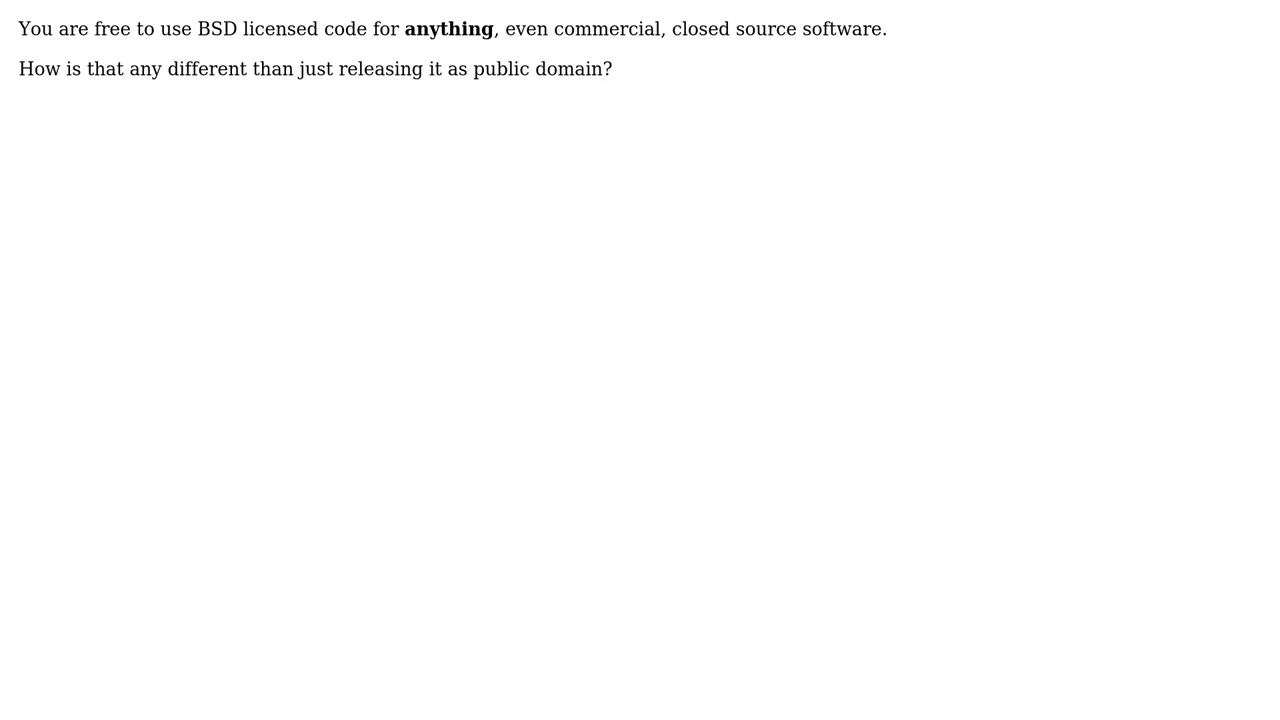 You are free to use BSD licensed code for anything, even commercial, closed source software.
How is that any different than just releasing it as public domain?